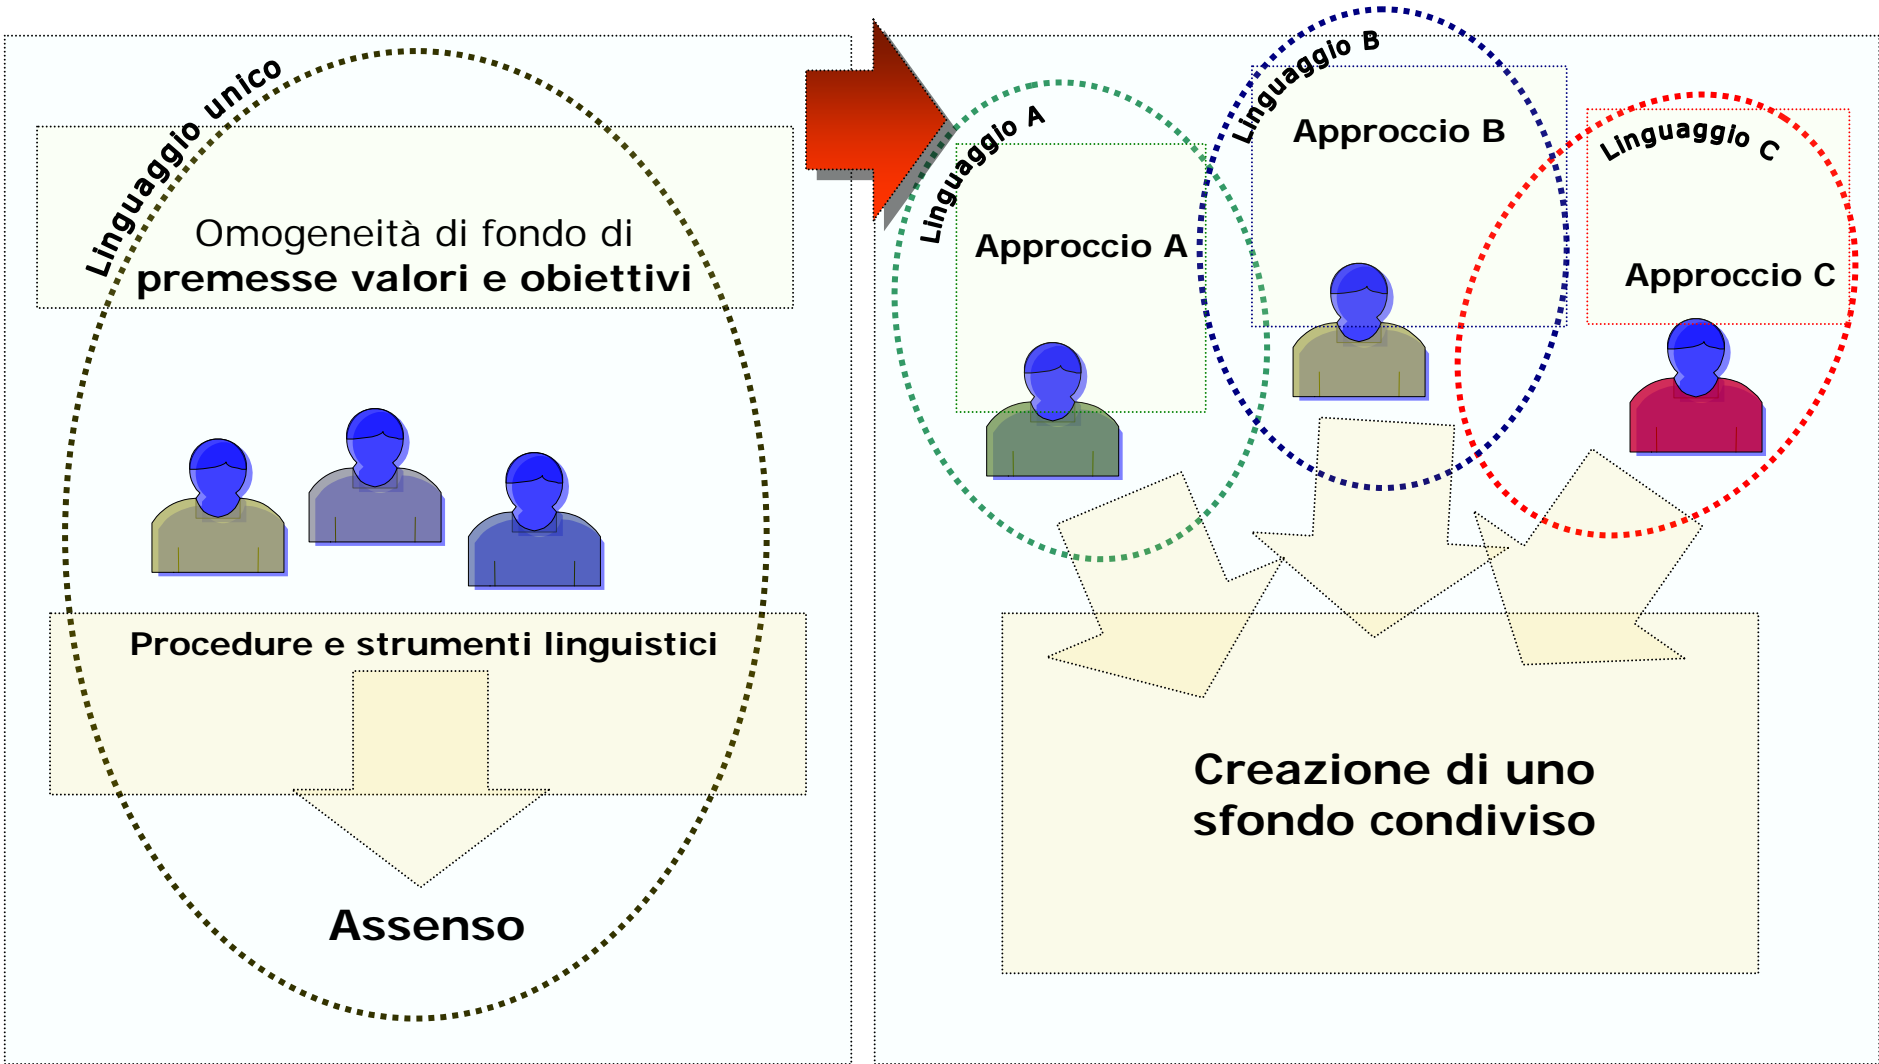 Linguaggio unico
Omogeneità di fondo di
premesse valori e obiettivi
Procedure e strumenti linguistici
Assenso
Linguaggio A
Approccio A
Linguaggio B
Approccio B
Linguaggio C
Approccio C
Creazione di uno
sfondo condiviso